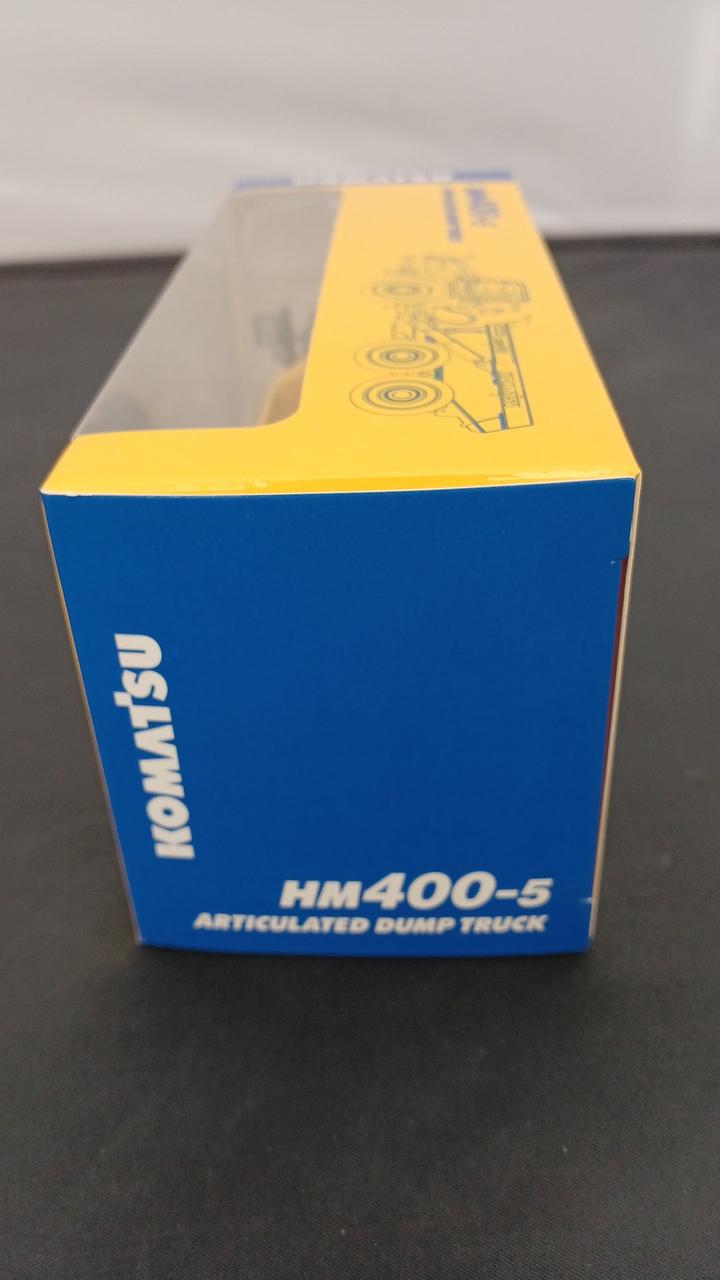 KOMATSU
HM400-5
ARTICULATED DUMP TRUCK